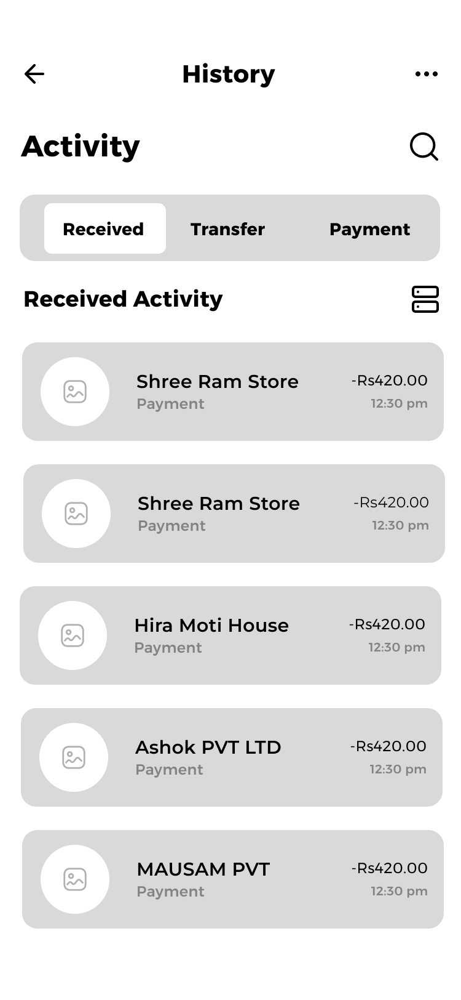 History
Activity
Received Transfer Payment
Received Activity
Shree Ram Store -Rs420.00
Payment 12:30 pm
Shree Ram Store -Rs420.00
Payment 12:30 pm
Hira Moti House -Rs420.00
Payment 12:30 pm
Ashok PVT LTD -Rs420.00
Payment 12:30 pm
MAUSAM PVT -Rs420.00
Payment 12:30 pm